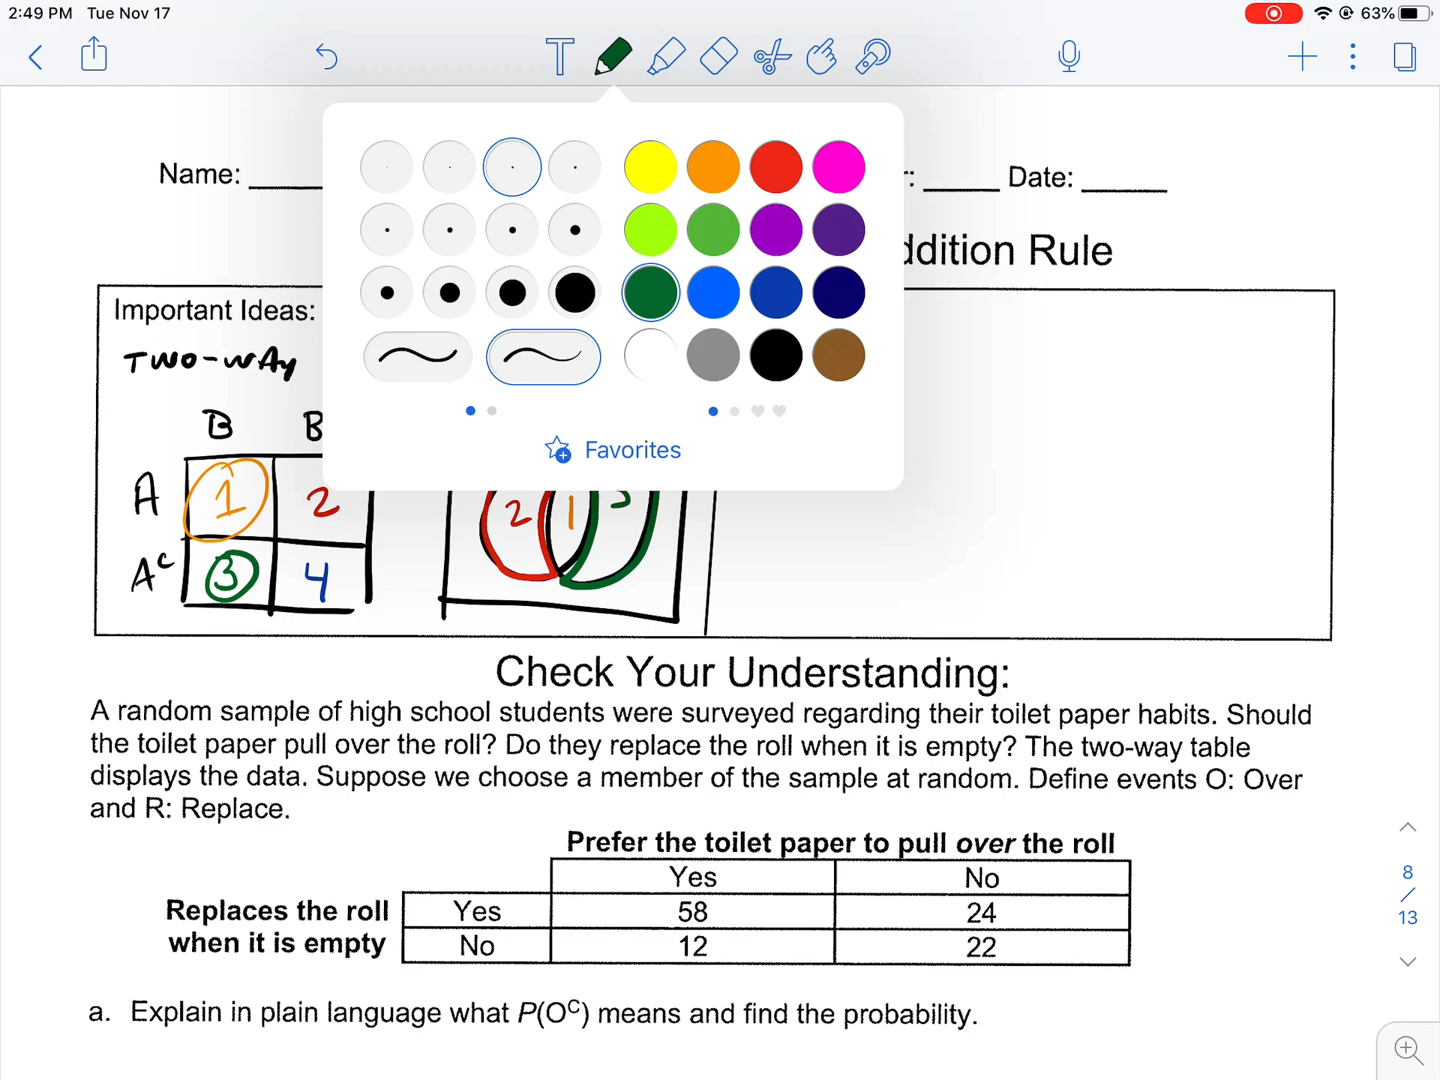 2:49 PM Tue Nov 17
63%
T
Name:
Date:
ddition Rule
Important Ideas:
TWO-WAY
B B
A 1 2
Aᶜ 3 4
2 1
Favorites
Check Your Understanding:
A random sample of high school students were surveyed regarding their toilet paper habits. Should
the toilet paper pull over the roll? Do they replace the roll when it is empty? The two-way table
displays the data. Suppose we choose a member of the sample at random. Define events O: Over
and R: Replace.
Prefer the toilet paper to pull over the roll
Yes No
Replaces the roll
when it is empty
Yes 58 24
No 12 22
a. Explain in plain language what P(Oᶜ) means and find the probability.
8
/
13